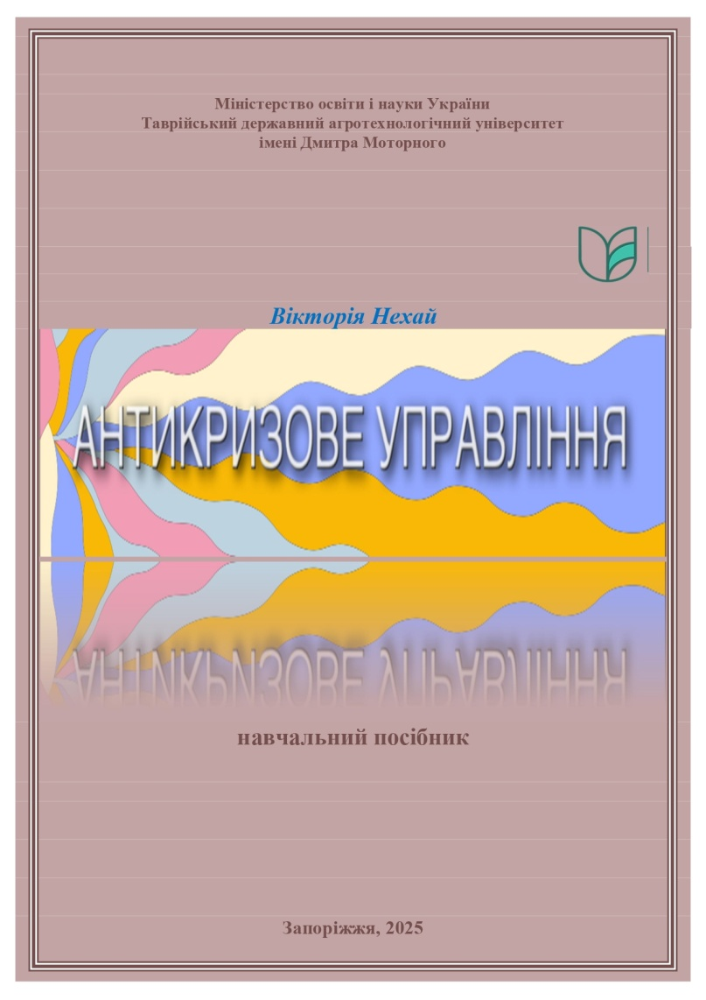 Міністерство освіти і науки України
Таврійський державний агротехнологічний університет
імені Дмитра Моторного
Вікторія Нехай
АНТИКРИЗОВЕ УПРАВЛІННЯ
навчальний посібник
Запоріжжя, 2025